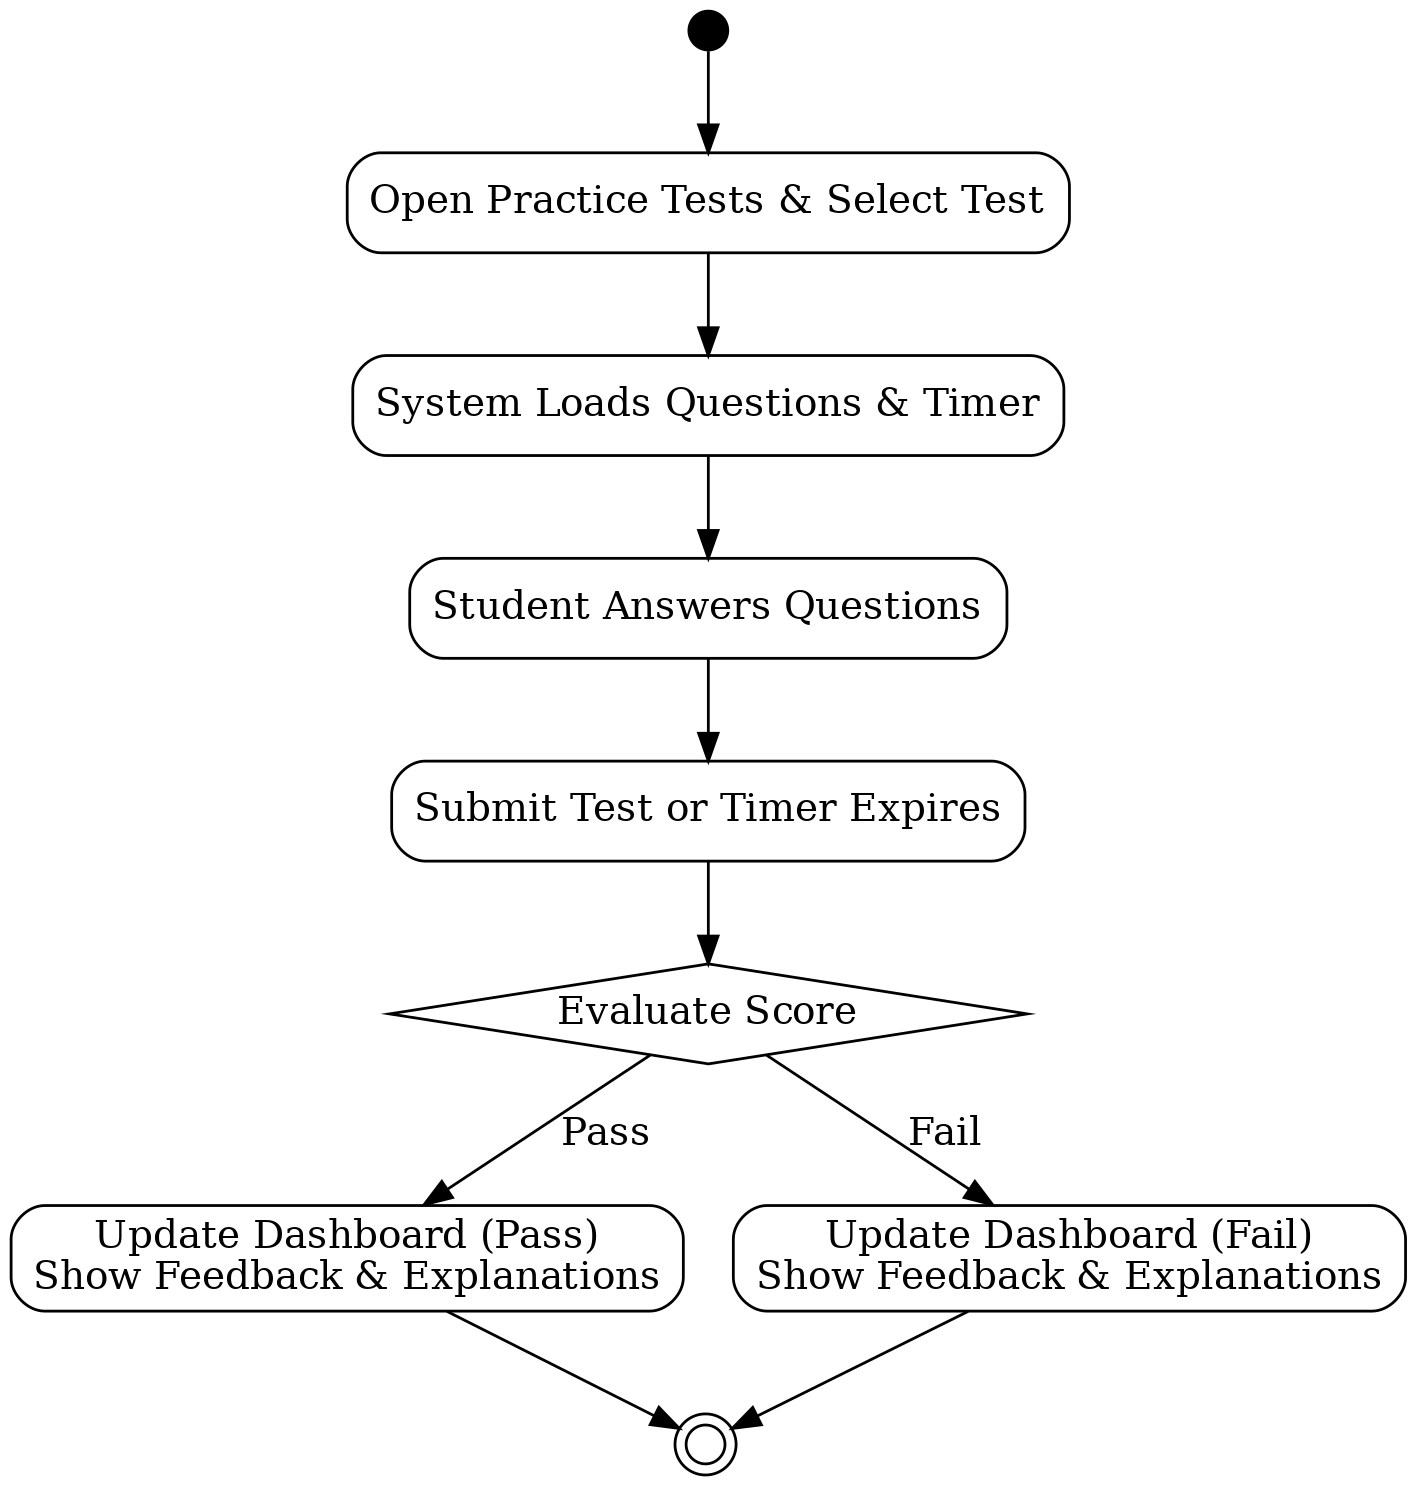 Open Practice Tests & Select Test
System Loads Questions & Timer
Student Answers Questions
Submit Test or Timer Expires
Evaluate Score
Pass
Fail
Update Dashboard (Pass)
Show Feedback & Explanations
Update Dashboard (Fail)
Show Feedback & Explanations